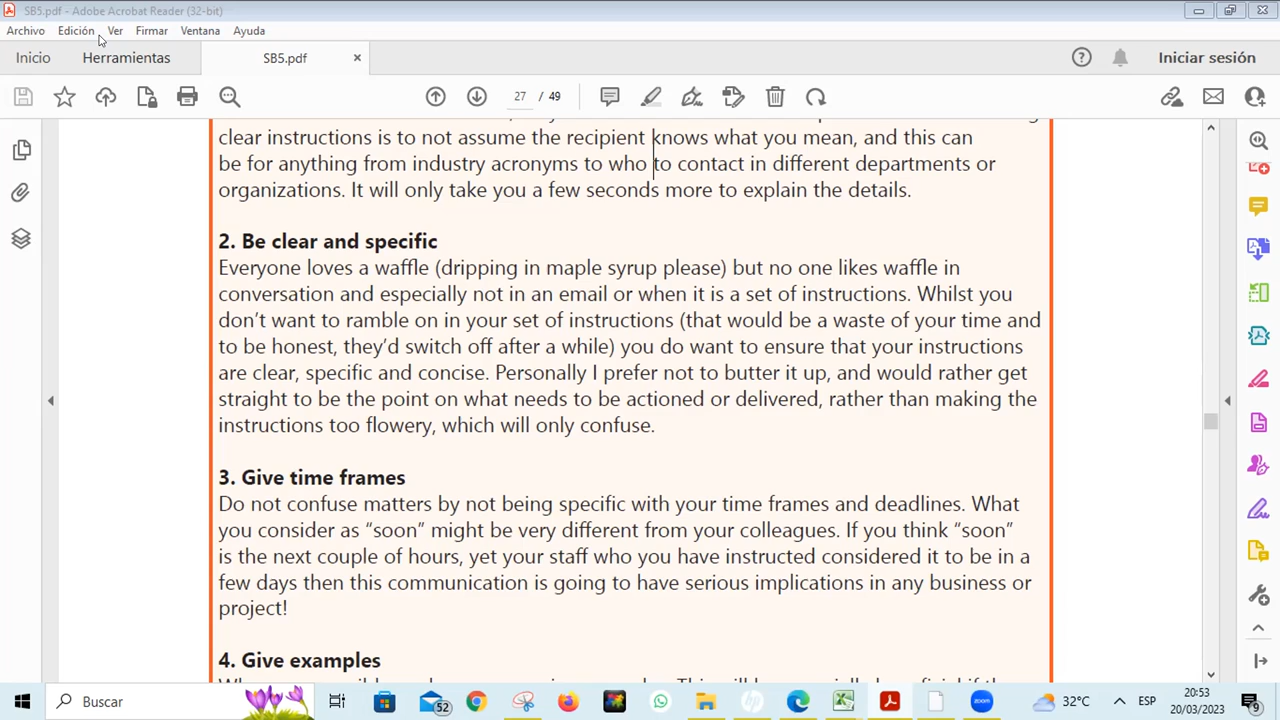 SB5.pdf - Adobe Acrobat Reader (32-bit)
Archivo Edición Ver Firmar Ventana Ayuda
Inicio Herramientas SB5.pdf × Iniciar sesión
27 / 49
clear instructions is to not assume the recipient knows what you mean, and this can
be for anything from industry acronyms to who to contact in different departments or
organizations. It will only take you a few seconds more to explain the details.
2. Be clear and specific
Everyone loves a waffle (dripping in maple syrup please) but no one likes waffle in
conversation and especially not in an email or when it is a set of instructions. Whilst you
don’t want to ramble on in your set of instructions (that would be a waste of your time and
to be honest, they’d switch off after a while) you do want to ensure that your instructions
are clear, specific and concise. Personally I prefer not to butter it up, and would rather get
straight to be the point on what needs to be actioned or delivered, rather than making the
instructions too flowery, which will only confuse.
3. Give time frames
Do not confuse matters by not being specific with your time frames and deadlines. What
you consider as “soon” might be very different from your colleagues. If you think “soon”
is the next couple of hours, yet your staff who you have instructed considered it to be in a
few days then this communication is going to have serious implications in any business or
project!
4. Give examples
Buscar 52 zoom 32°C ESP 20:53
20/03/2023 9